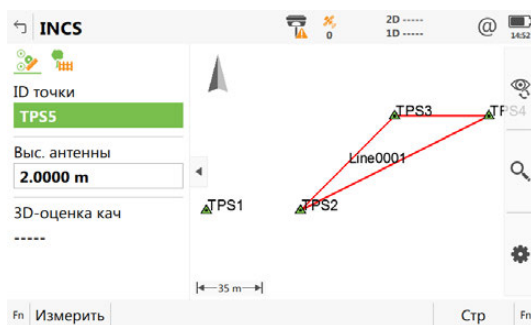 INCS
0
2D -----
1D -----
@
14:52
ID точки
TPS5
Выс. антенны
2.0000 m
3D-оценка кач
-----
TPS3
TPS4
Line0001
TPS1
TPS2
35 m
Fn Измерить
Стр Fn